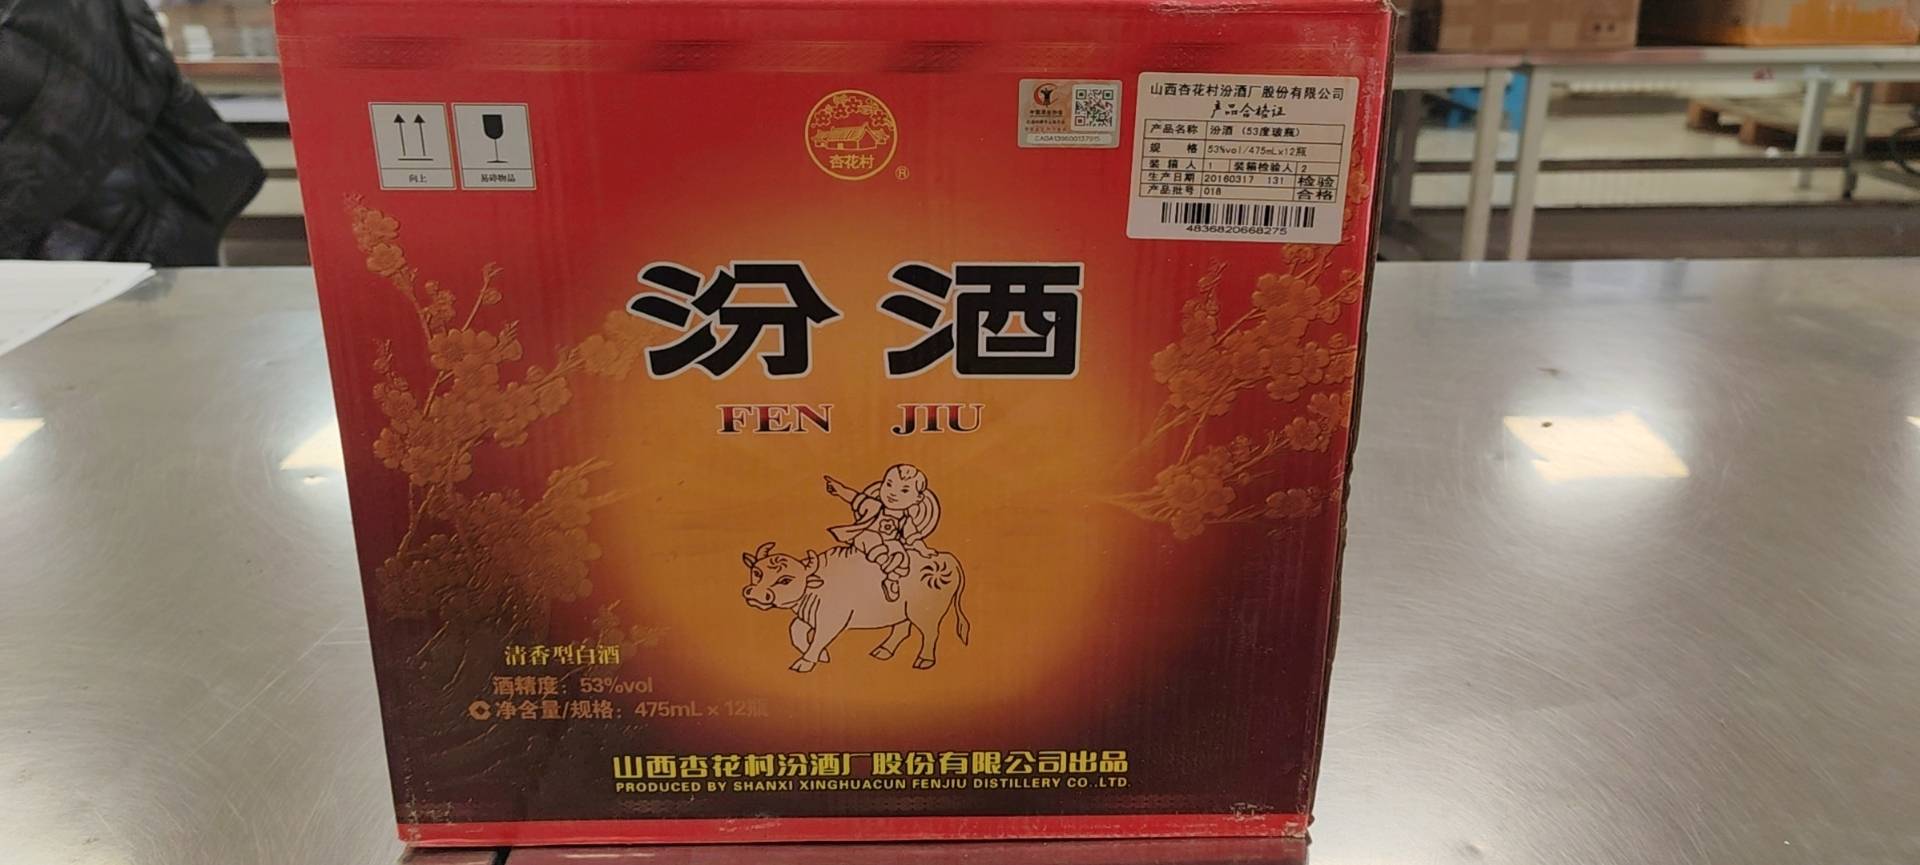 向上
易碎物品
杏花村
®
CADA139600137915
山西杏花村汾酒厂股份有限公司
产品合格证
产品名称 汾酒（53度玻瓶）
规 格 53%vol/475mL×12瓶
装箱人 1 装箱检验人 2
生产日期 20160317 131 检验
产品批号 018 合格
4836820668275
汾酒
FEN JIU
清香型白酒
酒精度：53%vol
净含量/规格：475mL×12瓶
山西杏花村汾酒厂股份有限公司出品
PRODUCED BY SHANXI XINGHUACUN FENJIU DISTILLERY CO.,LTD.